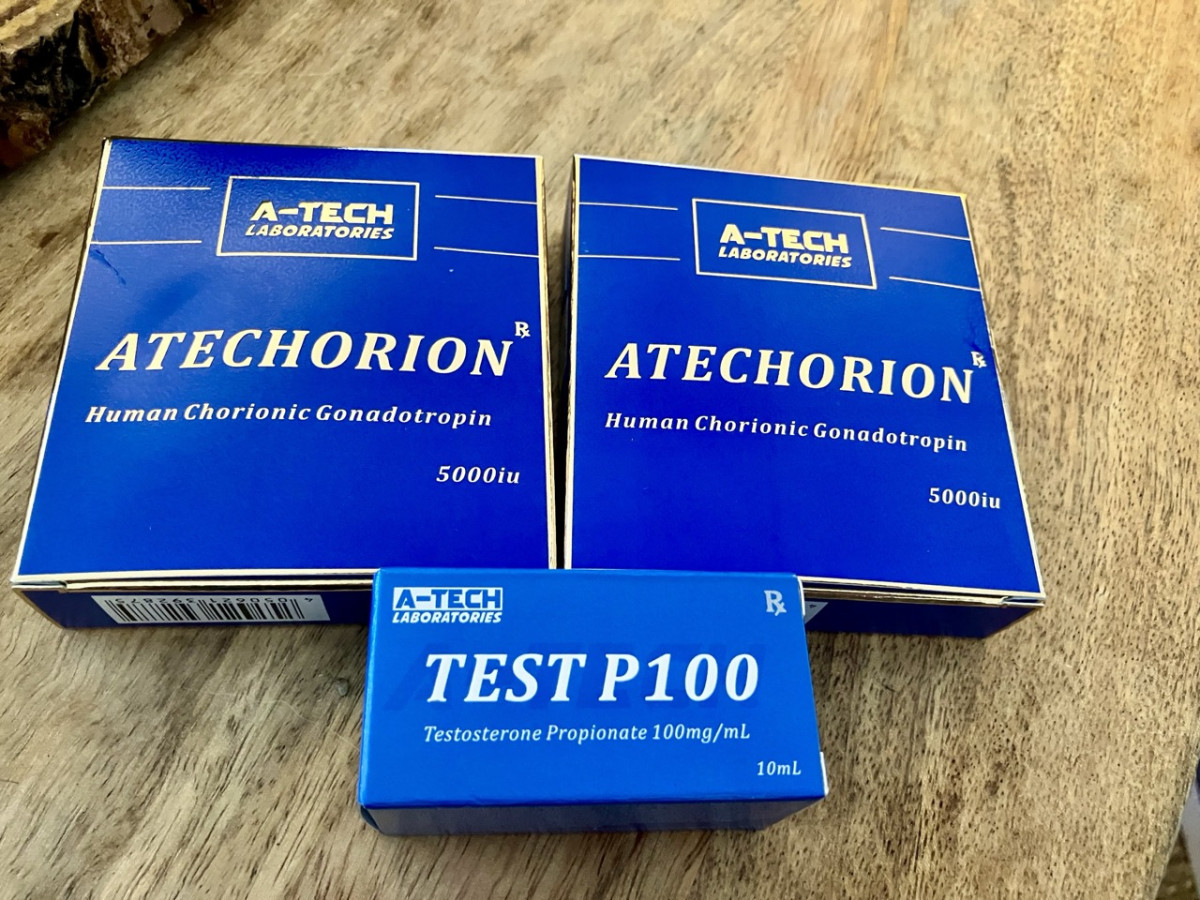 A-TECH
LABORATORIES
ATECHORION ℞
Human Chorionic Gonadotropin
5000iu
A-TECH
LABORATORIES
ATECHORION ℞
Human Chorionic Gonadotropin
5000iu
A-TECH
LABORATORIES
℞
TEST P100
Testosterone Propionate 100mg/mL
10mL